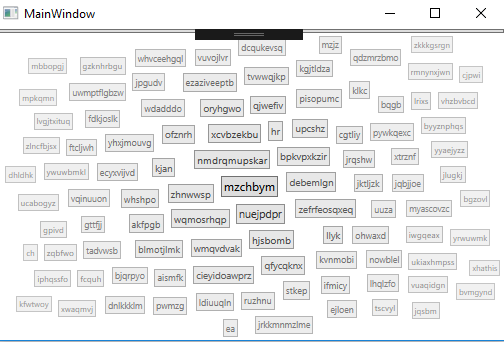 MainWindow
dcqukevsq
mzjz
zkkkgsrgn
mbbopgj
gzknhrbgu
whvceehgql
vuvojlvr
qdzmrzbmo
tvwwqjkp
kgjtldza
rmnynxjwn
cjpwi
jpgudv
ezaziveeptb
uwmptflgbzw
klkc
mpkqmn
wdadddo
oryhgwo
qjwefiv
pisopumc
bqgb
lrixs
vhzbvbcd
lvgjtxituq
fdkjoslk
hr
upcshz
byyznphqs
ofznrh
xcvbzekbu
cgtliy
pywkqexc
zlncfbjsx
ftcljwh
yhxjmouvg
nmdrqmupskar
bpkvpxkzir
jrqshw
xtrznf
yyaejyzz
dhldhk
ywuwbmkl
ecyxvijvd
kjan
mzchbym
debemlgn
jktljzk
jqbjjoe
jlugkj
ucabogyz
vqinuuon
whshpo
zhnwwsp
nuejpdpr
zefrfeosqxeq
uuza
myascovzc
bgzovl
gpivd
gttfjj
akfpgb
wqmosrhqp
hjsbomb
llyk
ohwaxd
iwgqeax
yrwuwmk
ch
zqbfwo
tadvwsb
blmotjlmk
wmqvdvak
qfycqknx
kvnmobi
nowblel
ukiaxhmpss
xhathis
iphqssfo
fcquh
bjqrpyo
aismfk
cieyidoawprz
stkep
ifmicy
lhqlzfo
vuaqidgn
bvmgynd
kfwtwoy
xwaqmvj
dnlkkklm
pwmzg
ldiuuqln
ruzhnu
ejloen
tscvyl
jqsbm
ea
jrkkmnmzlme